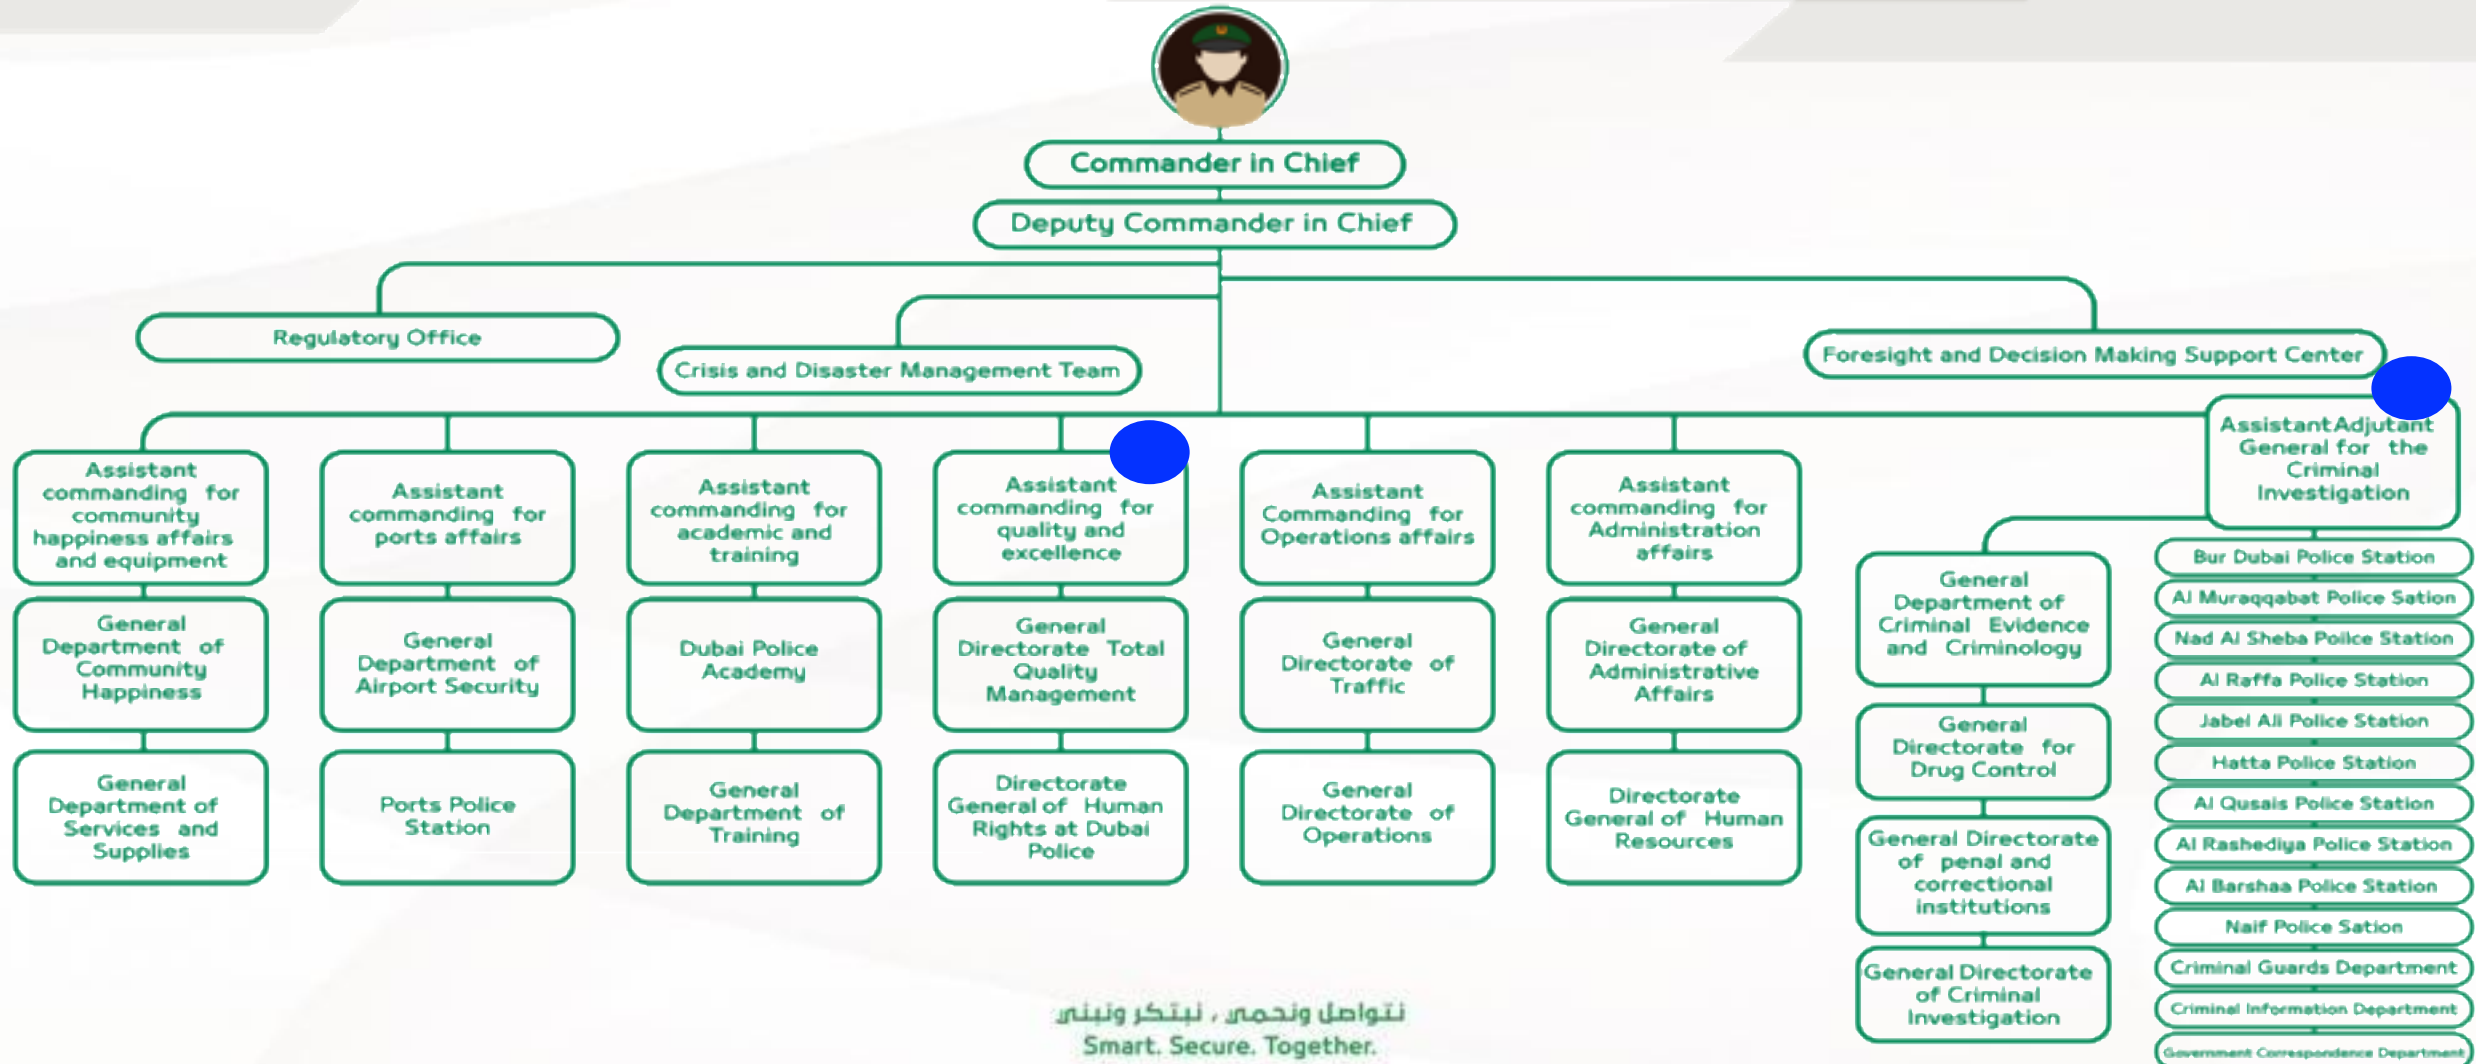 Commander in Chief
Deputy Commander in Chief
Regulatory Office
Crisis and Disaster Management Team
Foresight and Decision Making Support Center
Assistant
commanding for
community
happiness affairs
and equipment
General
Department of
Community
Happiness
General
Department of
Services and
Supplies
Assistant
commanding for
ports affairs
General
Department of
Airport Security
Ports Police
Station
Assistant
commanding for
academic and
training
Dubai Police
Academy
General
Department of
Training
Assistant
commanding for
quality and
excellence
General
Directorate Total
Quality
Management
Directorate
General of Human
Rights at Dubai
Police
Assistant
Commanding for
Operations affairs
General
Directorate of
Traffic
General
Directorate of
Operations
Assistant
commanding for
Administration
affairs
General
Directorate of
Administrative
Affairs
Directorate
General of Human
Resources
Assistant Adjutant
General for the
Criminal
Investigation
General
Department of
Criminal Evidence
and Criminology
General
Directorate for
Drug Control
General Directorate
of penal and
correctional
institutions
General Directorate
of Criminal
Investigation
Bur Dubai Police Station
Al Muraqqabat Police Sation
Nad Al Sheba Poilce Station
Al Raffa Police Station
Jabel Ali Police Station
Hatta Police Station
Al Qusais Police Station
Al Rashediya Police Station
Al Barshaa Police Station
Naif Police Sation
Criminal Guards Department
Criminal Information Department
Government Correspondence Department
نتواصل ونحمي ، نبتكر ونبني
Smart. Secure. Together.